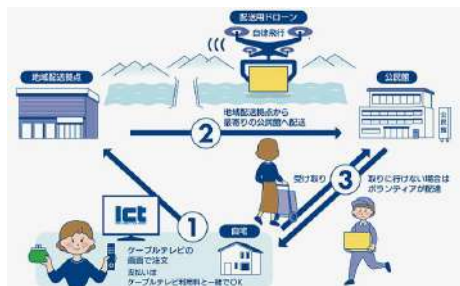 配送用ドローン
自律飛行
地域配送拠点
公民館
公民館
地域配送拠点から
最寄りの公民館へ配送
2
受け取り
3
取りに行けない場合は
ボランティアが配達
ict
1
自宅
ケーブルテレビの
画面で注文
支払いは
ケーブルテレビ利用料と一緒でOK